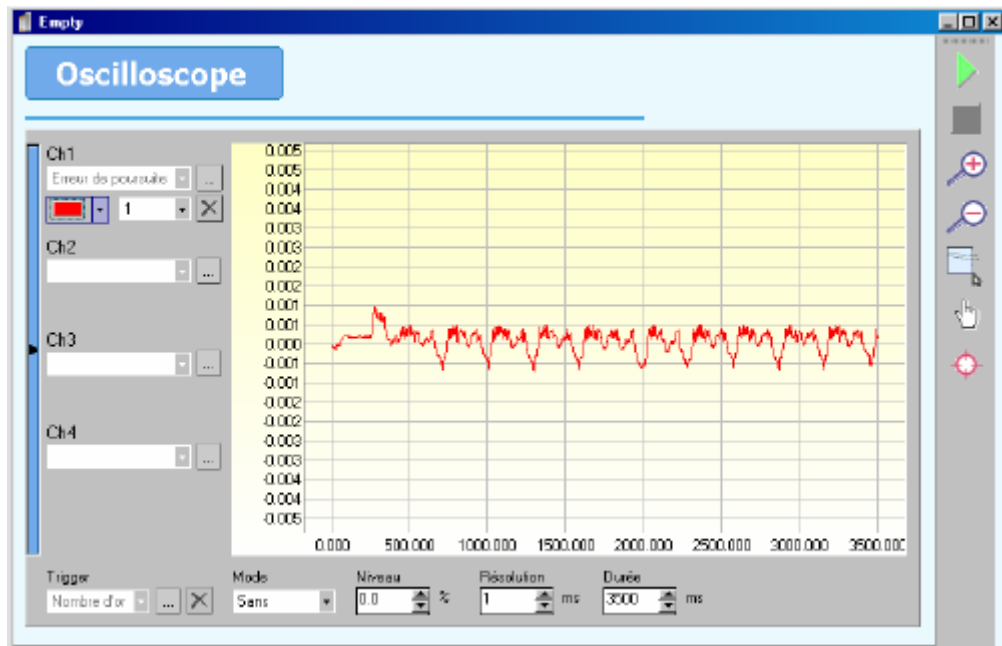 Empty
Oscilloscope
Ch1
Erreur de poursuite ...
1
Ch2
...
Ch3
...
Ch4
...
0.005
0.005
0.004
0.004
0.003
0.003
0.002
0.002
0.001
0.001
0.000
-0.001
-0.001
-0.002
-0.002
-0.003
-0.003
-0.004
-0.004
-0.005
0.000 500.000 1000.000 1500.000 2000.000 2500.000 3000.000 3500.000
Trigger Mode Niveau Résolution Durée
Nombre d'or ... Sans 0.0 % 1 ms 3500 ms